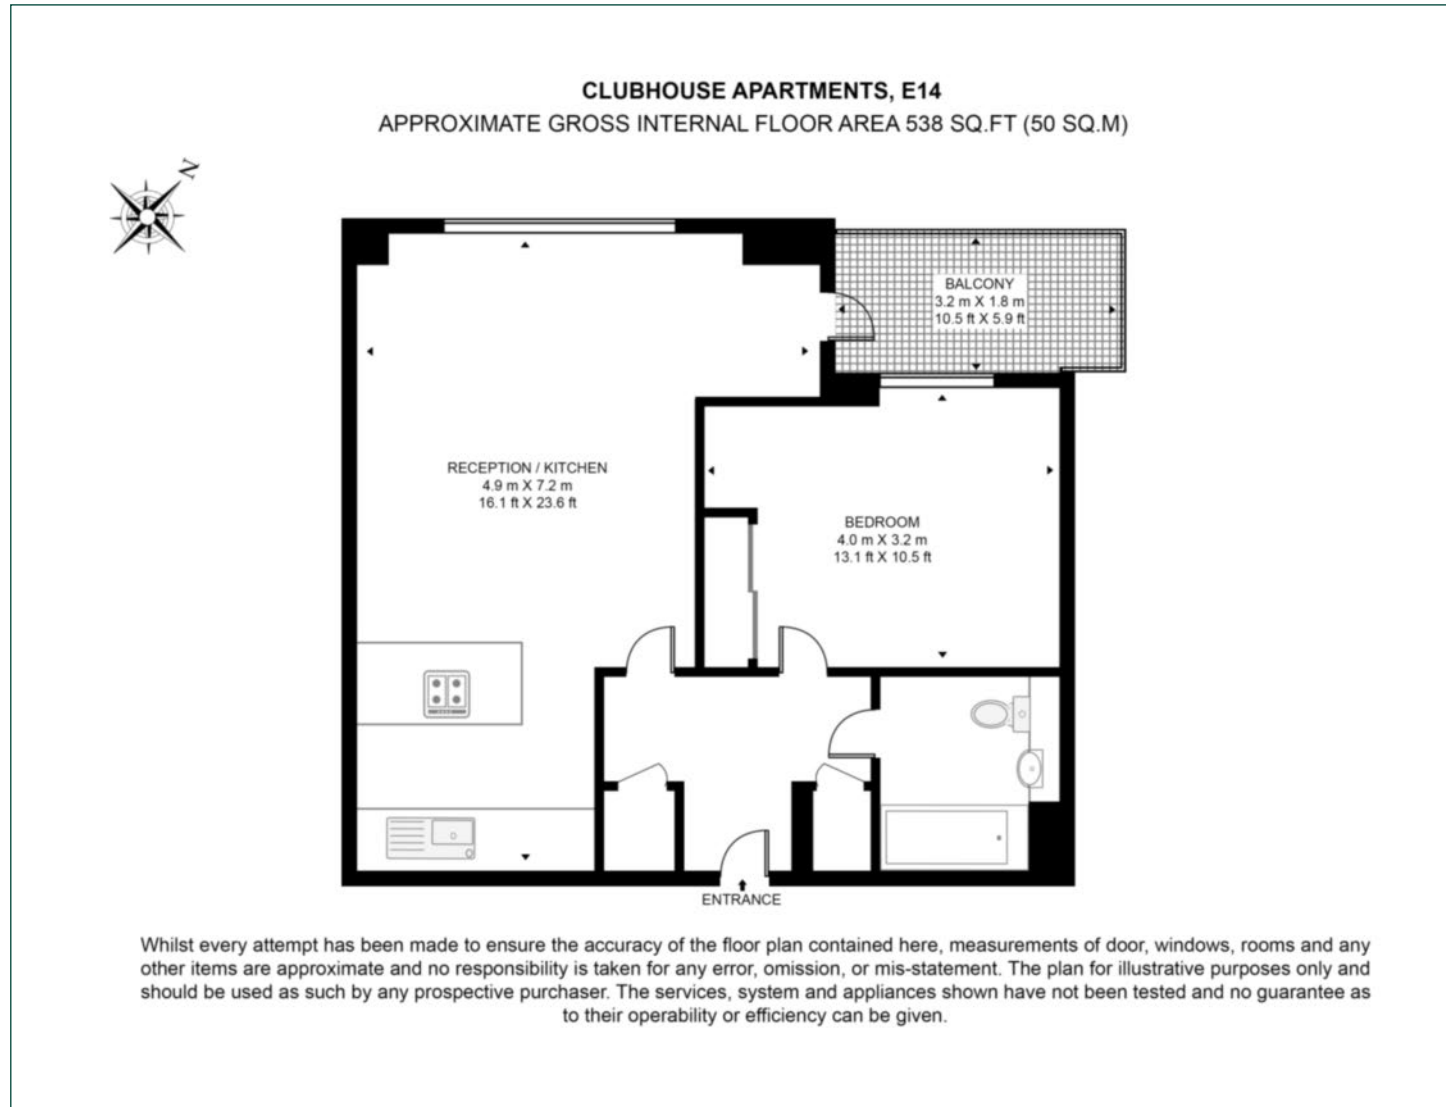 CLUBHOUSE APARTMENTS, E14
APPROXIMATE GROSS INTERNAL FLOOR AREA 538 SQ.FT (50 SQ.M)
N
BALCONY
3.2 m X 1.8 m
10.5 ft X 5.9 ft
RECEPTION / KITCHEN
4.9 m X 7.2 m
16.1 ft X 23.6 ft
BEDROOM
4.0 m X 3.2 m
13.1 ft X 10.5 ft
ENTRANCE
Whilst every attempt has been made to ensure the accuracy of the floor plan contained here, measurements of door, windows, rooms and any
other items are approximate and no responsibility is taken for any error, omission, or mis-statement. The plan for illustrative purposes only and
should be used as such by any prospective purchaser. The services, system and appliances shown have not been tested and no guarantee as
to their operability or efficiency can be given.